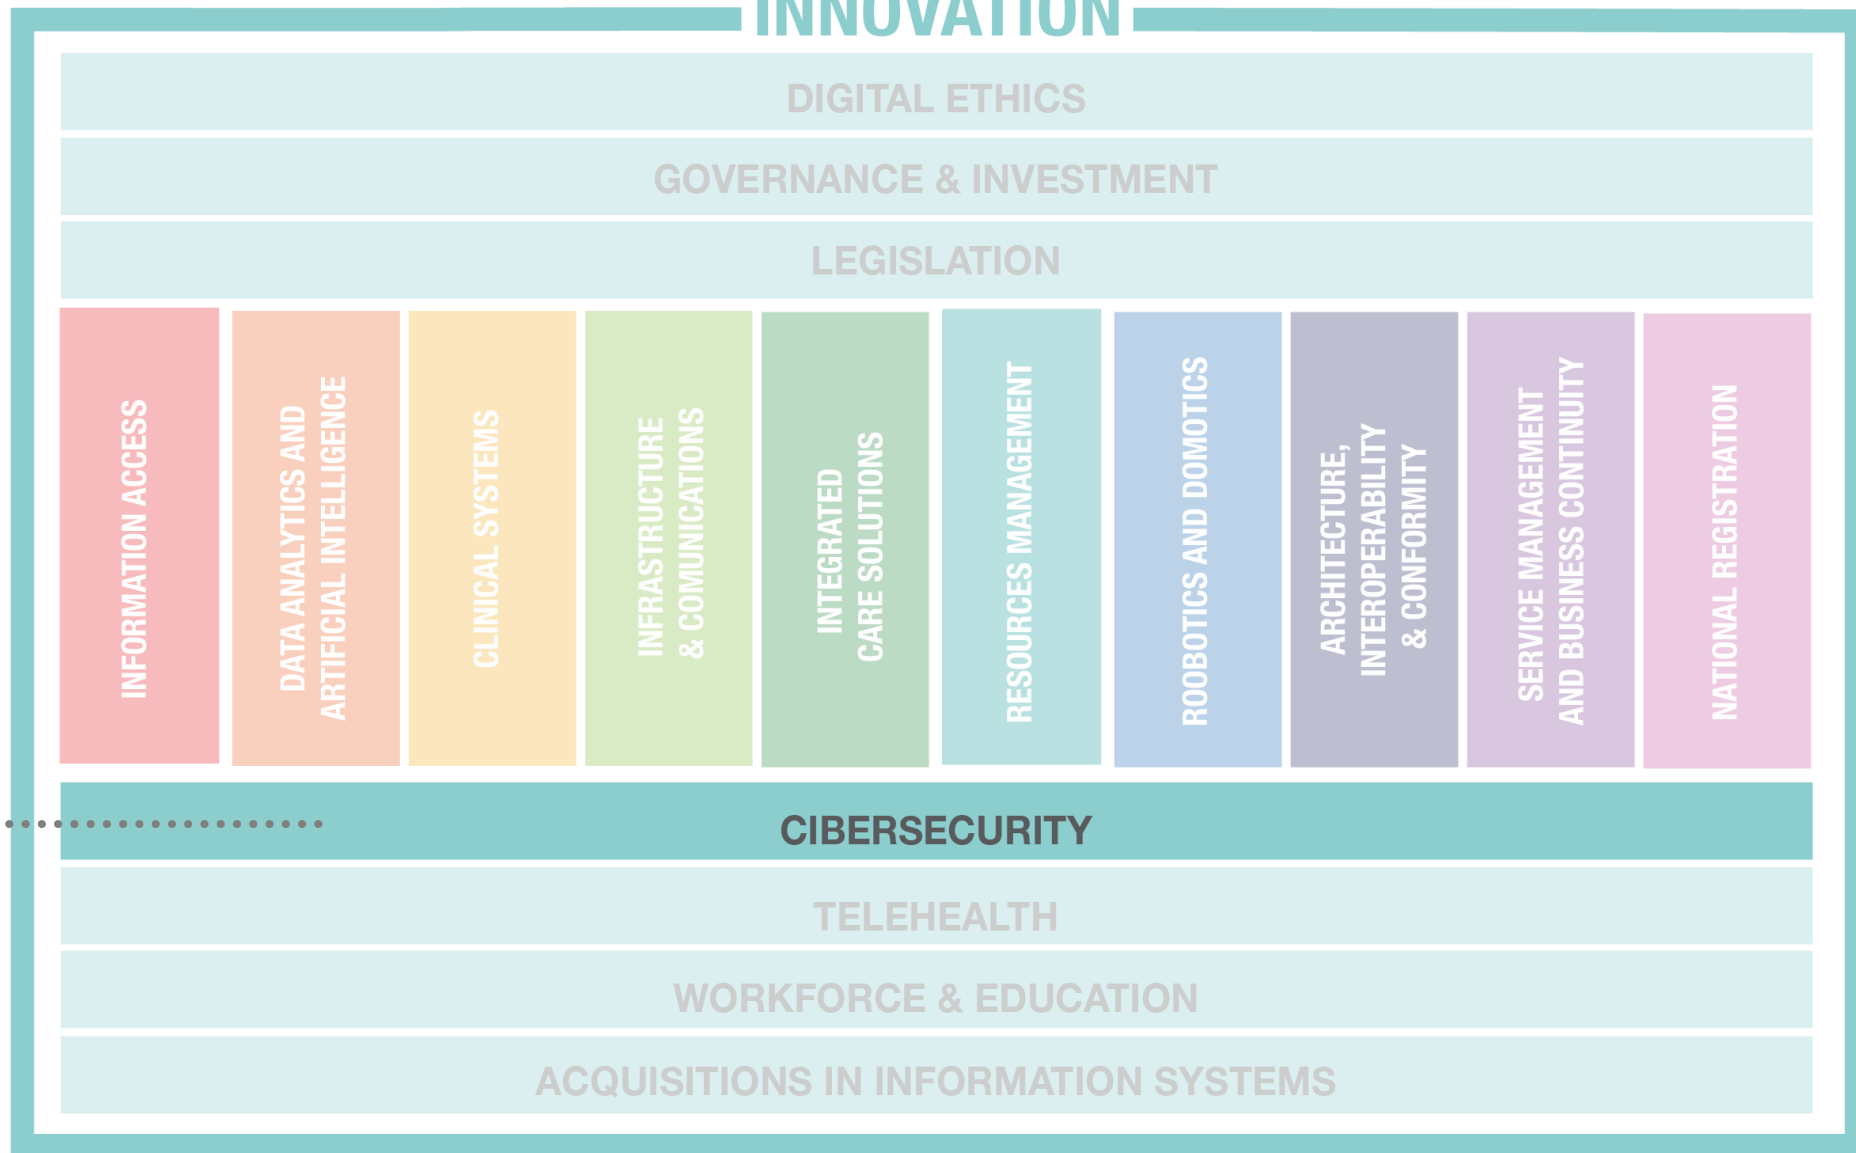 INNOVATION
DIGITAL ETHICS
GOVERNANCE & INVESTMENT
LEGISLATION
INFORMATION ACCESS
DATA ANALYTICS AND
ARTIFICIAL INTELLIGENCE
CLINICAL SYSTEMS
INFRASTRUCTURE
& COMUNICATIONS
INTEGRATED
CARE SOLUTIONS
RESOURCES MANAGEMENT
ROOBOTICS AND DOMOTICS
ARCHITECTURE,
INTEROPERABILITY
& CONFORMITY
SERVICE MANAGEMENT
AND BUSINESS CONTINUITY
NATIONAL REGISTRATION
CIBERSECURITY
TELEHEALTH
WORKFORCE & EDUCATION
ACQUISITIONS IN INFORMATION SYSTEMS